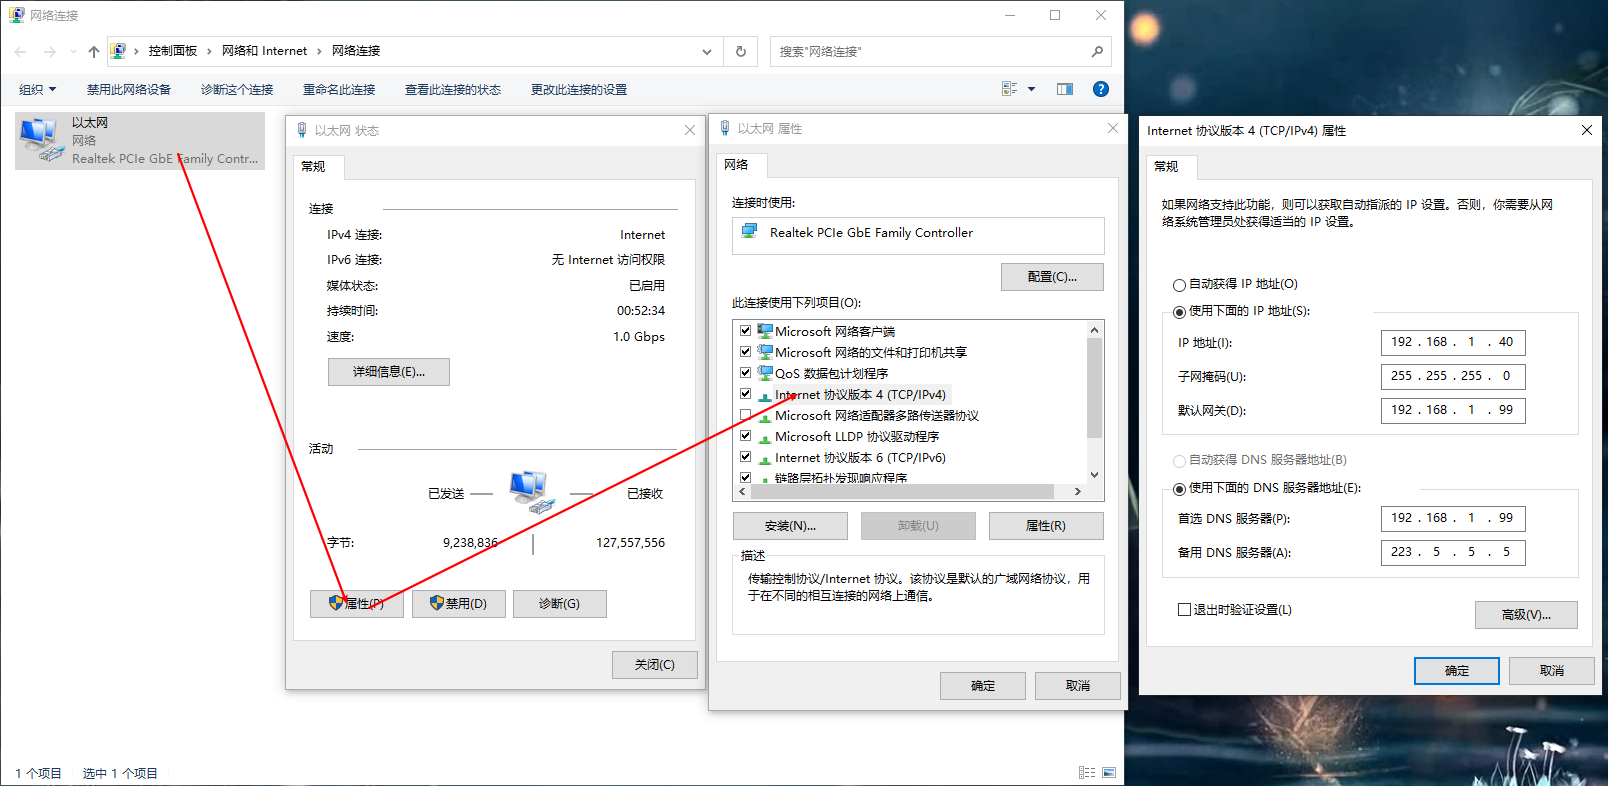 网络连接
控制面板 › 网络和 Internet › 网络连接
搜索"网络连接"
组织
禁用此网络设备
诊断这个连接
重命名此连接
查看此连接的状态
更改此连接的设置
以太网
网络
Realtek PCIe GbE Family Contr...
以太网 状态
常规
连接
IPv4 连接: Internet
IPv6 连接: 无 Internet 访问权限
媒体状态: 已启用
持续时间: 00:52:34
速度: 1.0 Gbps
详细信息(E)...
活动
已发送 — — 已接收
字节: 9,238,836 127,557,556
属性(P)
禁用(D)
诊断(G)
关闭(C)
以太网 属性
网络
连接时使用:
Realtek PCIe GbE Family Controller
配置(C)...
此连接使用下列项目(O):
Microsoft 网络客户端
Microsoft 网络的文件和打印机共享
QoS 数据包计划程序
Internet 协议版本 4 (TCP/IPv4)
Microsoft 网络适配器多路传送器协议
Microsoft LLDP 协议驱动程序
Internet 协议版本 6 (TCP/IPv6)
链路层拓扑发现响应程序
安装(N)...
卸载(U)
属性(R)
描述
传输控制协议/Internet 协议。该协议是默认的广域网络协议，用
于在不同的相互连接的网络上通信。
确定
取消
Internet 协议版本 4 (TCP/IPv4) 属性
常规
如果网络支持此功能，则可以获取自动指派的 IP 设置。否则，你需要从网
络系统管理员处获得适当的 IP 设置。
自动获得 IP 地址(O)
使用下面的 IP 地址(S):
IP 地址(I): 192 . 168 . 1 . 40
子网掩码(U): 255 . 255 . 255 . 0
默认网关(D): 192 . 168 . 1 . 99
自动获得 DNS 服务器地址(B)
使用下面的 DNS 服务器地址(E):
首选 DNS 服务器(P): 192 . 168 . 1 . 99
备用 DNS 服务器(A): 223 . 5 . 5 . 5
退出时验证设置(L)
高级(V)...
确定
取消
1 个项目
选中 1 个项目